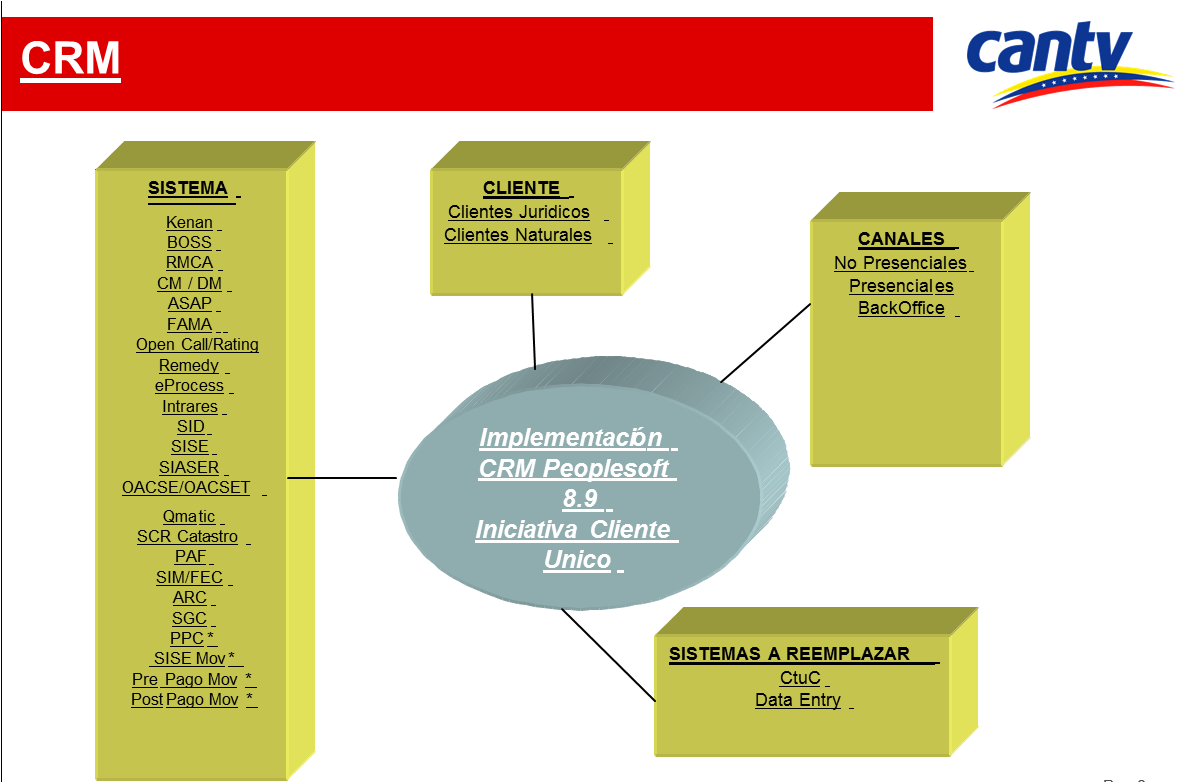 CRM
cantv
SISTEMA
Kenan
BOSS
RMCA
CM / DM
ASAP
FAMA
Open Call/Rating
Remedy
eProcess
Intrares
SID
SISE
SIASER
OACSE/OACSET
Qmatic
SCR Catastro
PAF
SIM/FEC
ARC
SGC
PPC *
SISE Mov *
Pre Pago Mov *
Post Pago Mov *
CLIENTE
Clientes Juridicos
Clientes Naturales
CANALES
No Presenciales
Presenciales
BackOffice
Implementación
CRM Peoplesoft
8.9
Iniciativa Cliente
Unico
SISTEMAS A REEMPLAZAR
CtuC
Data Entry